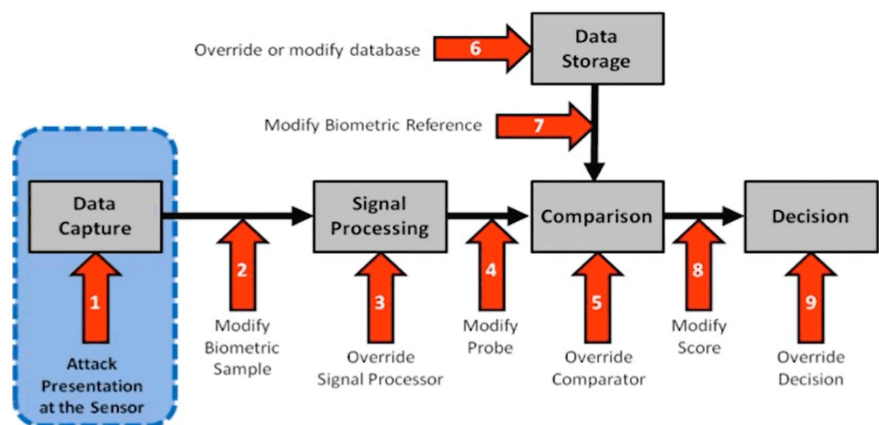 Override or modify database
6
Data
Storage
Modify Biometric Reference
7
Data
Capture
Signal
Processing
Comparison
Decision
1
2
3
4
5
8
9
Attack
Presentation
at the Sensor
Modify
Biometric
Sample
Override
Signal Processor
Modify
Probe
Override
Comparator
Modify
Score
Override
Decision